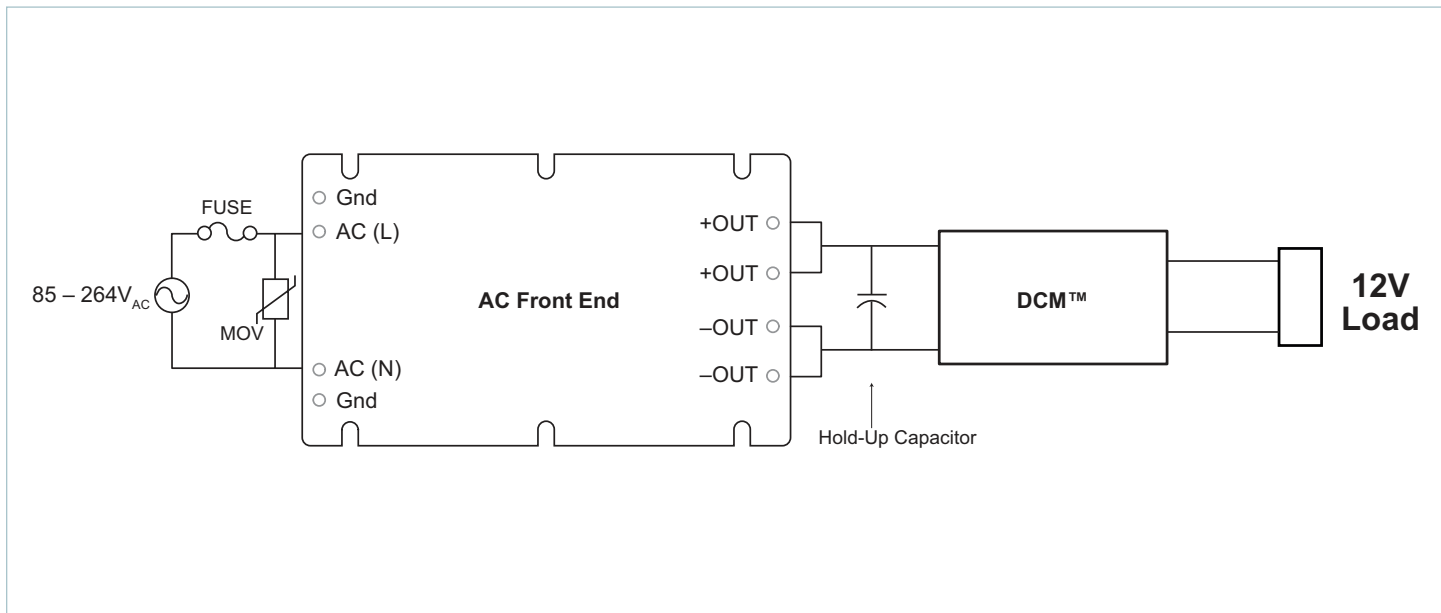 FUSE
85 – 264V_AC
MOV
Gnd
AC (L)
AC (N)
Gnd
AC Front End
+OUT
+OUT
–OUT
–OUT
Hold-Up Capacitor
DCM™
12V
Load